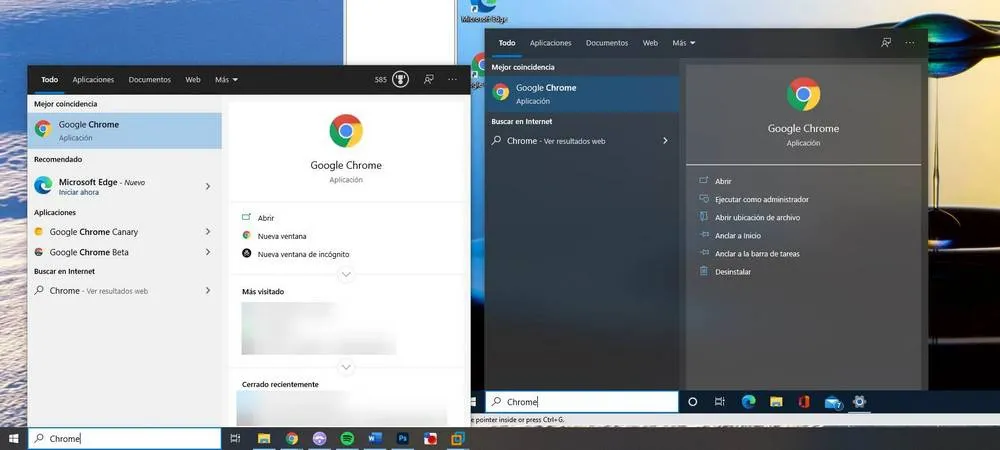 Todo Aplicaciones Documentos Web Más 585 ...
Mejor coincidencia
Google Chrome
Aplicación
Recomendado
Microsoft Edge - Nuevo
Iniciar ahora
Aplicaciones
Google Chrome Canary
Google Chrome Beta
Buscar en Internet
Chrome - Ver resultados web
Google Chrome
Aplicación
Abrir
Nueva ventana
Nueva ventana de incógnito
Más visitado
Cerrado recientemente
Chrome
W
Ps
Microsoft Edge
Todo Aplicaciones Documentos Web Más ...
Mejor coincidencia
Google Chrome
Aplicación
Buscar en Internet
Chrome - Ver resultados web
Google Chrome
Aplicación
Abrir
Ejecutar como administrador
Abrir ubicación de archivo
Anclar a Inicio
Anclar a la barra de tareas
Desinstalar
Chrome
7
e pointer inside or press Ctrl+G.